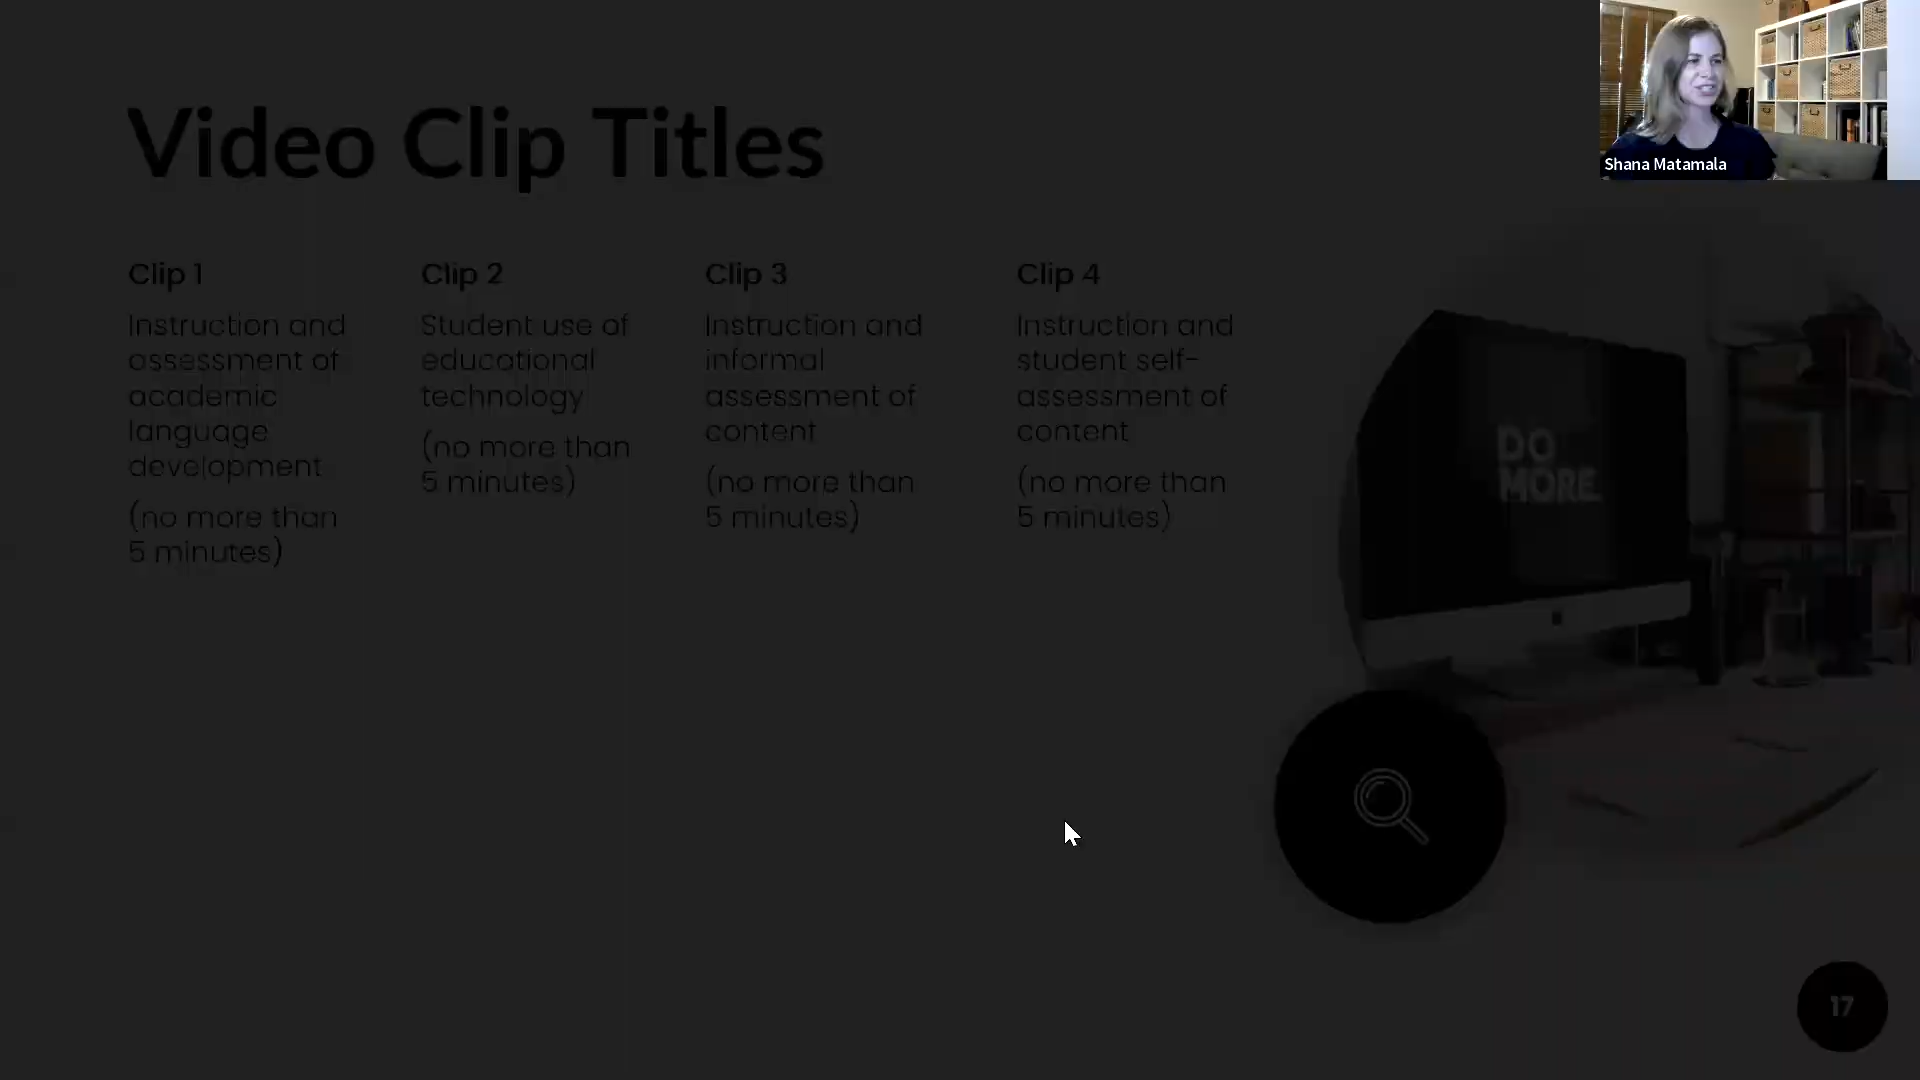 Video Clip Titles
Shana Matamala
Clip 1
Instruction and
assessment of
academic
language
development
(no more than
5 minutes)
Clip 2
Student use of
educational
technology
(no more than
5 minutes)
Clip 3
Instruction and
informal
assessment of
content
(no more than
5 minutes)
Clip 4
Instruction and
student self-
assessment of
content
(no more than
5 minutes)
DO
MORE.
17